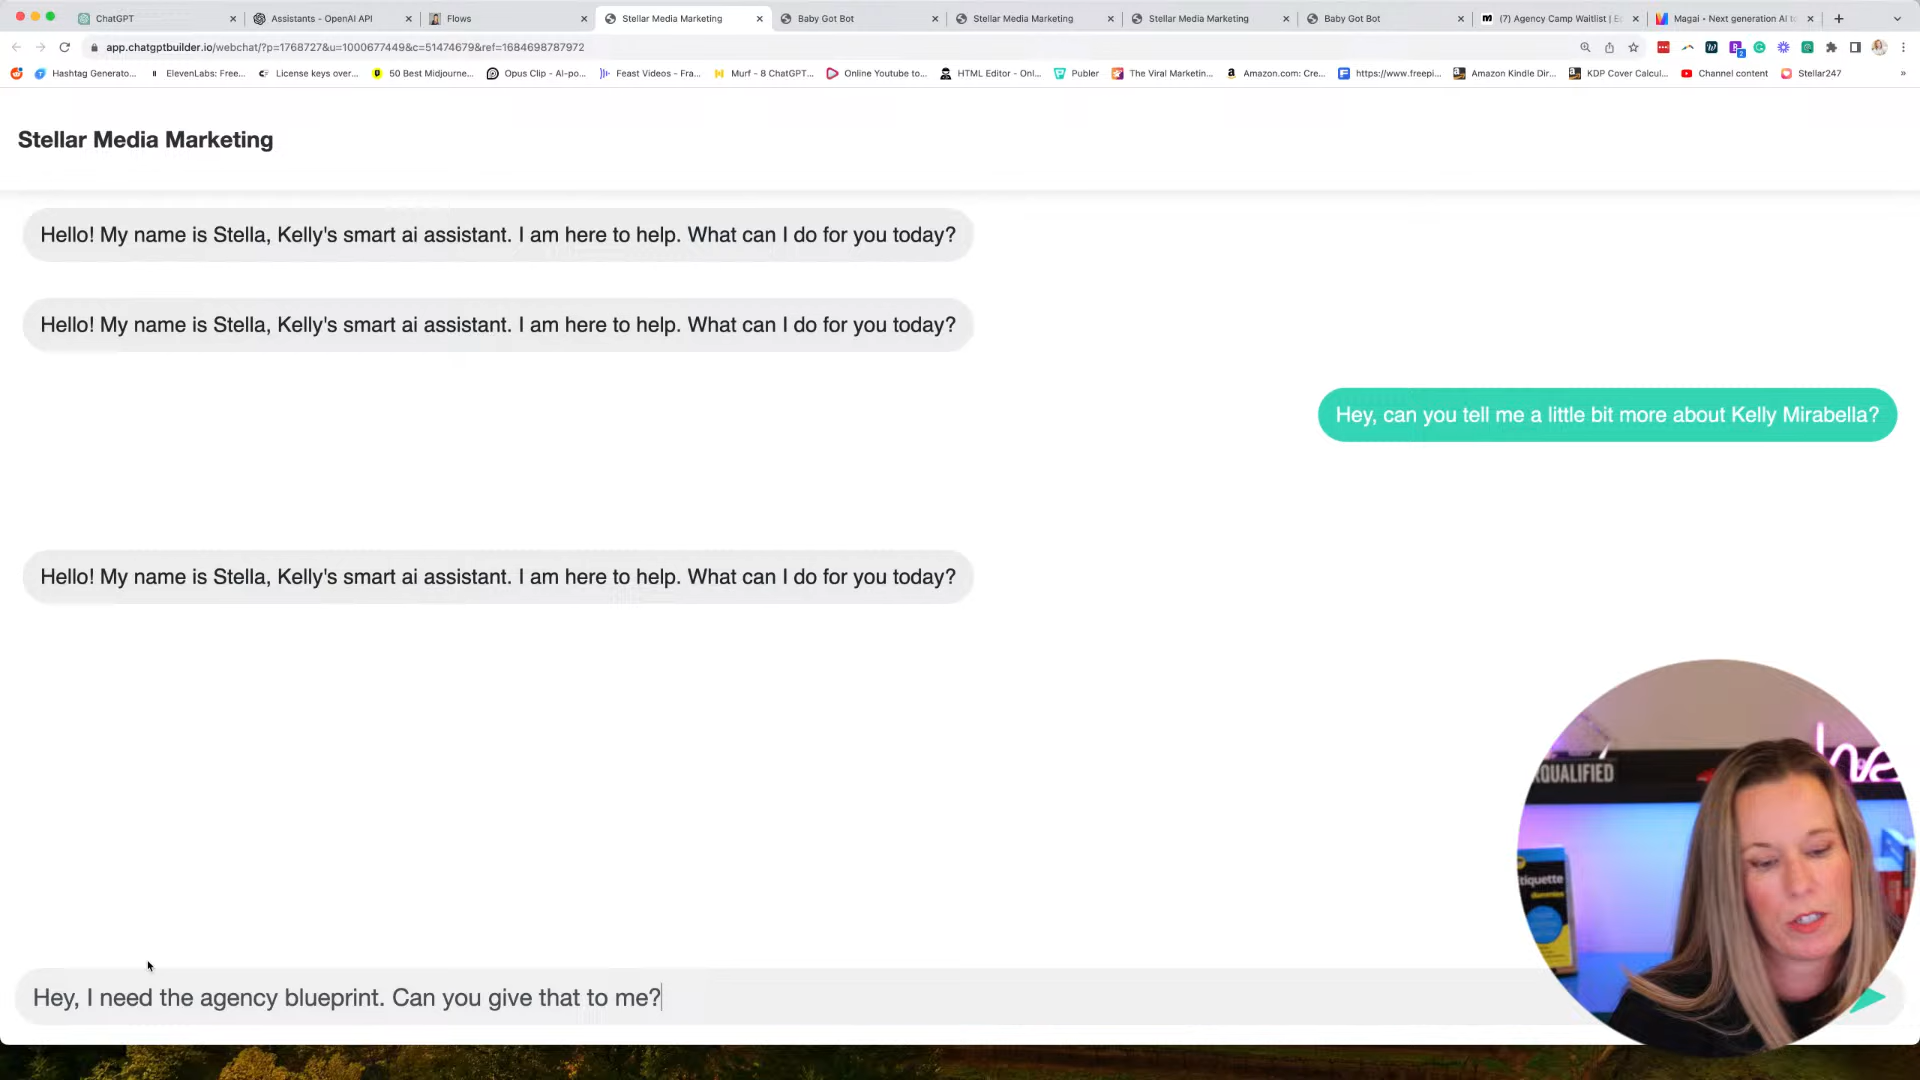 ChatGPT
Assistants - OpenAI API
Flows
Stellar Media Marketing
Baby Got Bot
Stellar Media Marketing
Stellar Media Marketing
Baby Got Bot
(7) Agency Camp Waitlist | Ec
Magai • Next generation AI to
app.chatgptbuilder.io/webchat/?p=1768727&u=1000677449&c=51474679&ref=1684698787972
Hashtag Generato...
ElevenLabs: Free...
License keys over...
50 Best Midjourne...
Opus Clip - AI-po...
Feast Videos - Fra...
Murf - 8 ChatGPT...
Online Youtube to...
HTML Editor - Onl...
Publer
The Viral Marketin...
Amazon.com: Cre...
https://www.freepi...
Amazon Kindle Dir...
KDP Cover Calcul...
Channel content
Stellar247
Stellar Media Marketing
Hello! My name is Stella, Kelly's smart ai assistant. I am here to help. What can I do for you today?
Hello! My name is Stella, Kelly's smart ai assistant. I am here to help. What can I do for you today?
Hey, can you tell me a little bit more about Kelly Mirabella?
Hello! My name is Stella, Kelly's smart ai assistant. I am here to help. What can I do for you today?
QUALIFIED
tiquette
dummies
Hey, I need the agency blueprint. Can you give that to me?